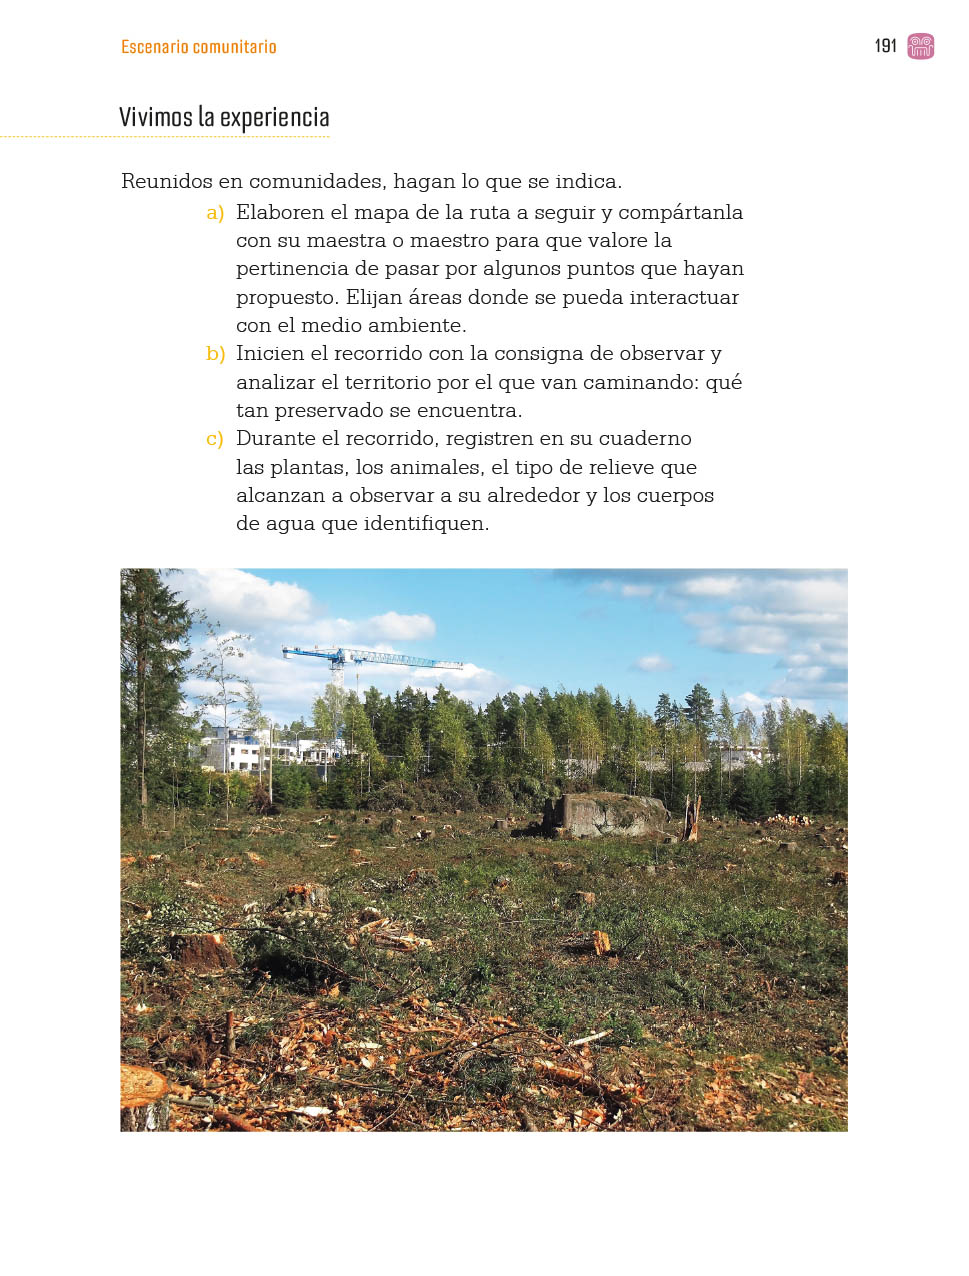 Escenario comunitario
191
Vivimos la experiencia
Reunidos en comunidades, hagan lo que se indica.
a) Elaboren el mapa de la ruta a seguir y compártanla
con su maestra o maestro para que valore la
pertinencia de pasar por algunos puntos que hayan
propuesto. Elijan áreas donde se pueda interactuar
con el medio ambiente.
b) Inicien el recorrido con la consigna de observar y
analizar el territorio por el que van caminando: qué
tan preservado se encuentra.
c) Durante el recorrido, registren en su cuaderno
las plantas, los animales, el tipo de relieve que
alcanzan a observar a su alrededor y los cuerpos
de agua que identifiquen.